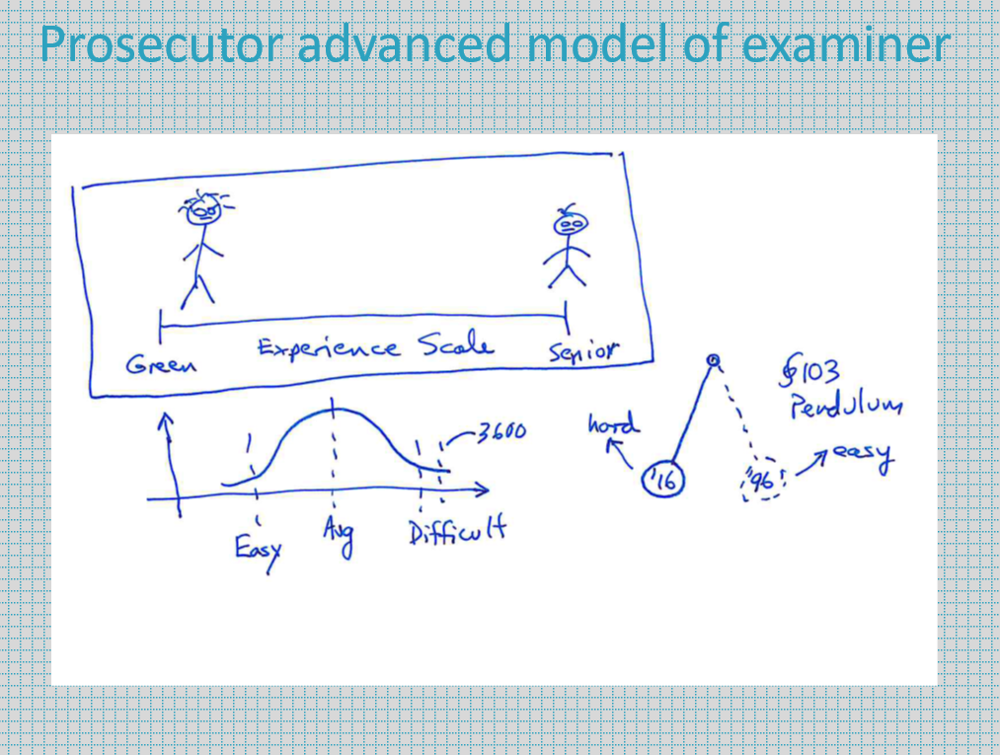 Prosecutor advanced model of examiner
Green
Experience Scale
Senior
3600
Easy
Avg
Difficult
§103
Pendulum
hard
easy
'16
'96